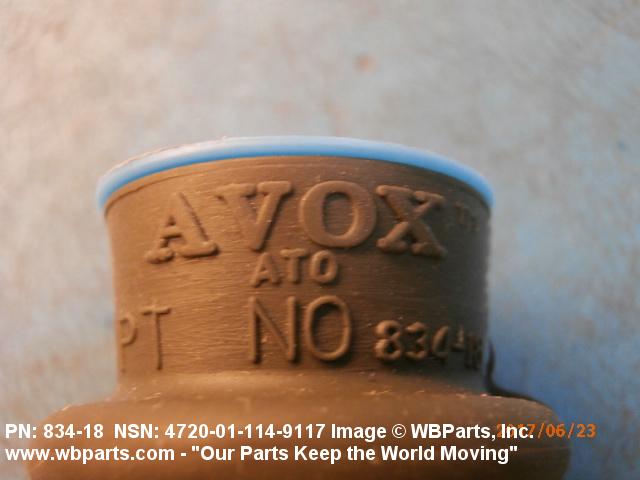 AVOX
ATO
PT NO 834-18
PN: 834-18 NSN: 4720-01-114-9117 Image © WBParts, Inc.
www.wbparts.com - "Our Parts Keep the World Moving"